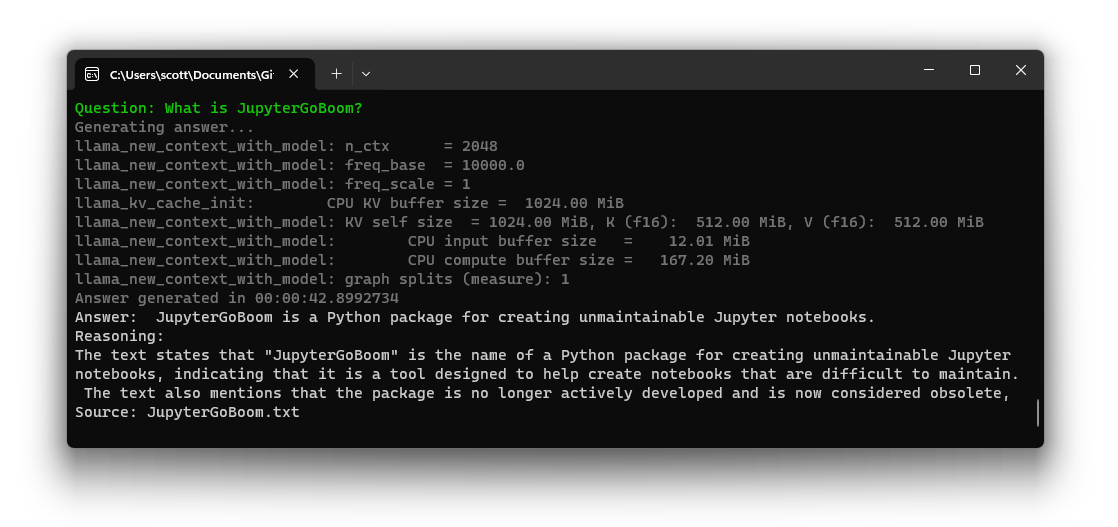 C:\Users\scott\Documents\Gi
Question: What is JupyterGoBoom?
Generating answer...
llama_new_context_with_model: n_ctx      = 2048
llama_new_context_with_model: freq_base  = 10000.0
llama_new_context_with_model: freq_scale = 1
llama_kv_cache_init:        CPU KV buffer size =  1024.00 MiB
llama_new_context_with_model: KV self size  = 1024.00 MiB, K (f16):  512.00 MiB, V (f16):  512.00 MiB
llama_new_context_with_model:        CPU input buffer size   =    12.01 MiB
llama_new_context_with_model:        CPU compute buffer size =   167.20 MiB
llama_new_context_with_model: graph splits (measure): 1
Answer generated in 00:00:42.8992734
Answer:  JupyterGoBoom is a Python package for creating unmaintainable Jupyter notebooks.
Reasoning:
The text states that "JupyterGoBoom" is the name of a Python package for creating unmaintainable Jupyter
notebooks, indicating that it is a tool designed to help create notebooks that are difficult to maintain.
 The text also mentions that the package is no longer actively developed and is now considered obsolete,
Source: JupyterGoBoom.txt